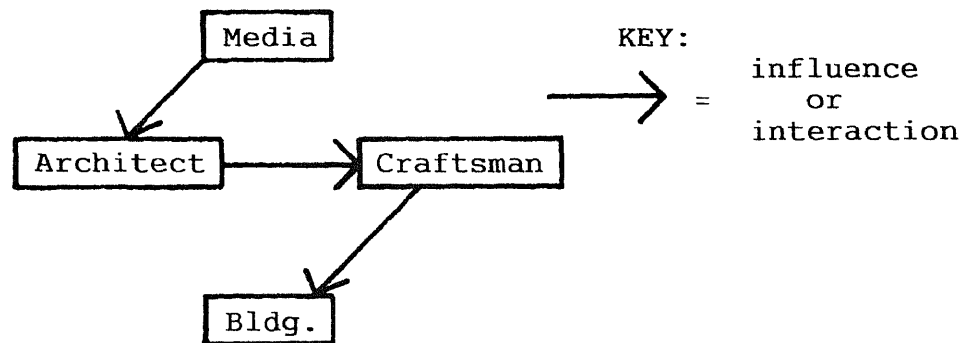 Media
KEY:
influence
= or
interaction
Architect
Craftsman
Bldg.